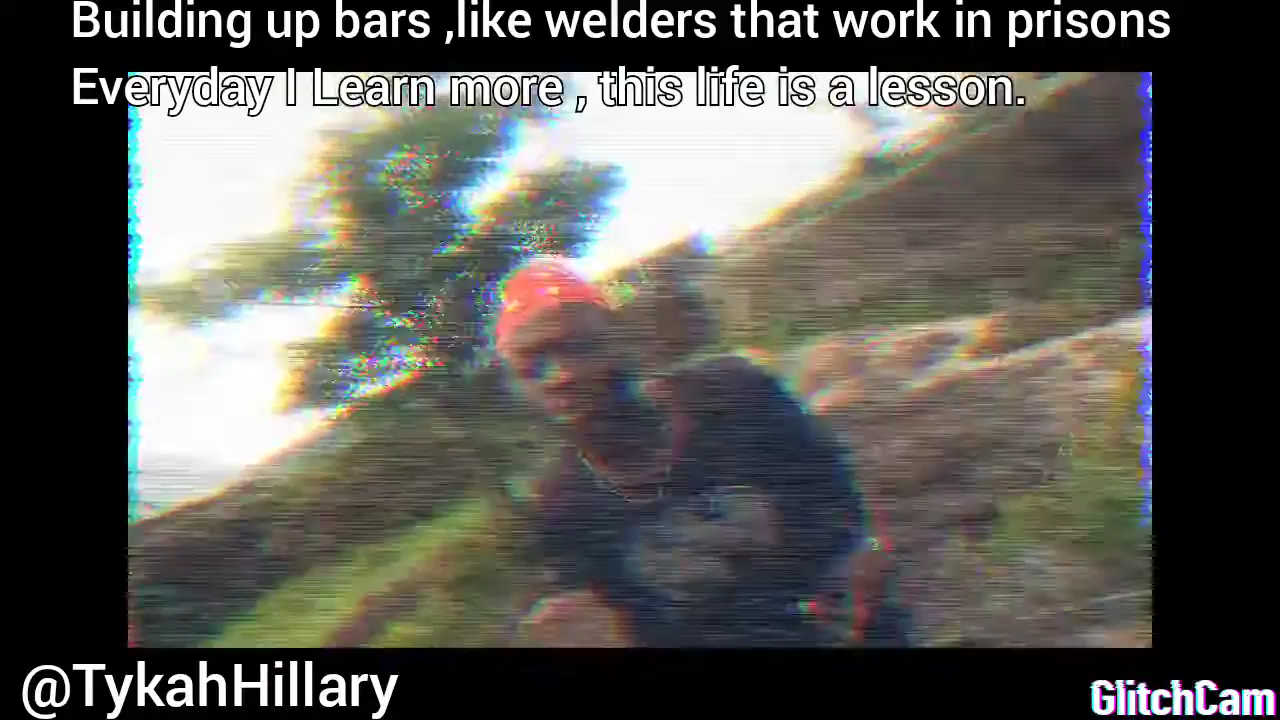 Building up bars ,like welders that work in prisons
Everyday I Learn more , this life is a lesson.
@TykahHillary
GlitchCam